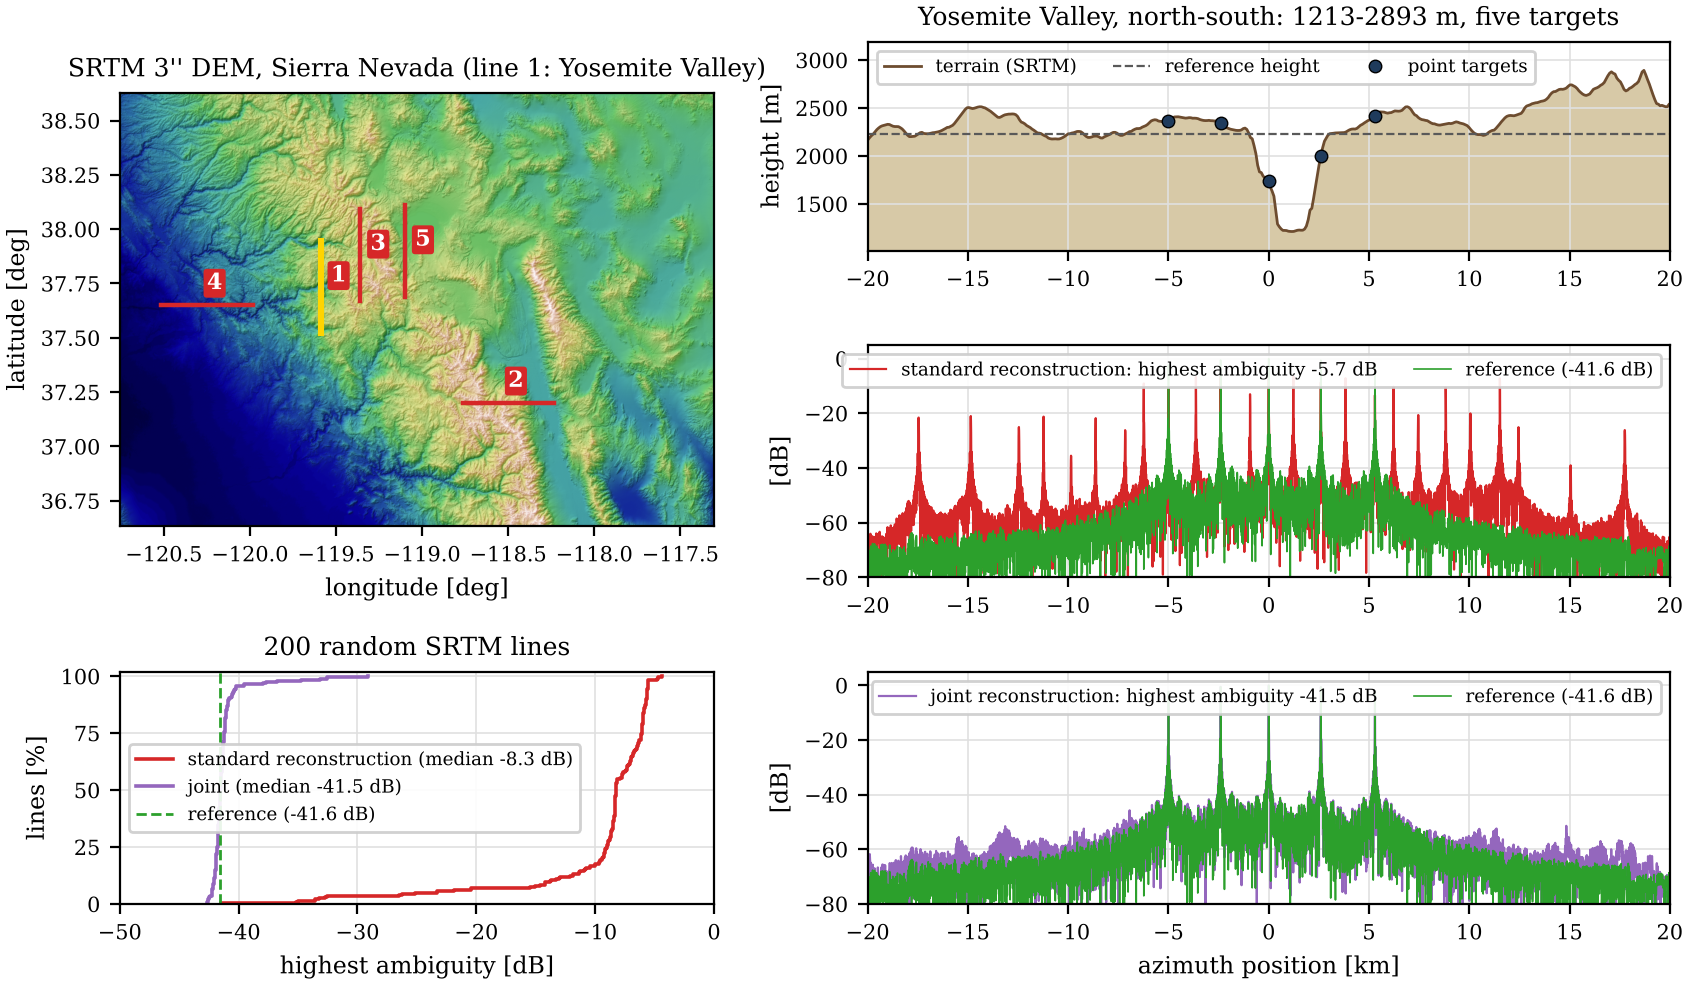 SRTM 3'' DEM, Sierra Nevada (line 1: Yosemite Valley)
latitude [deg]
38.50
38.25
38.00
37.75
37.50
37.25
37.00
36.75
1
2
3
4
5
−120.5 −120.0 −119.5 −119.0 −118.5 −118.0 −117.5
longitude [deg]
Yosemite Valley, north-south: 1213-2893 m, five targets
height [m]
3000
2500
2000
1500
terrain (SRTM) reference height point targets
−20 −15 −10 −5 0 5 10 15 20
[dB]
0
−20
−40
−60
−80
standard reconstruction: highest ambiguity -5.7 dB reference (-41.6 dB)
−20 −15 −10 −5 0 5 10 15 20
200 random SRTM lines
lines [%]
100
75
50
25
0
standard reconstruction (median -8.3 dB)
joint (median -41.5 dB)
reference (-41.6 dB)
−50 −40 −30 −20 −10 0
highest ambiguity [dB]
[dB]
0
−20
−40
−60
−80
joint reconstruction: highest ambiguity -41.5 dB reference (-41.6 dB)
−20 −15 −10 −5 0 5 10 15 20
azimuth position [km]